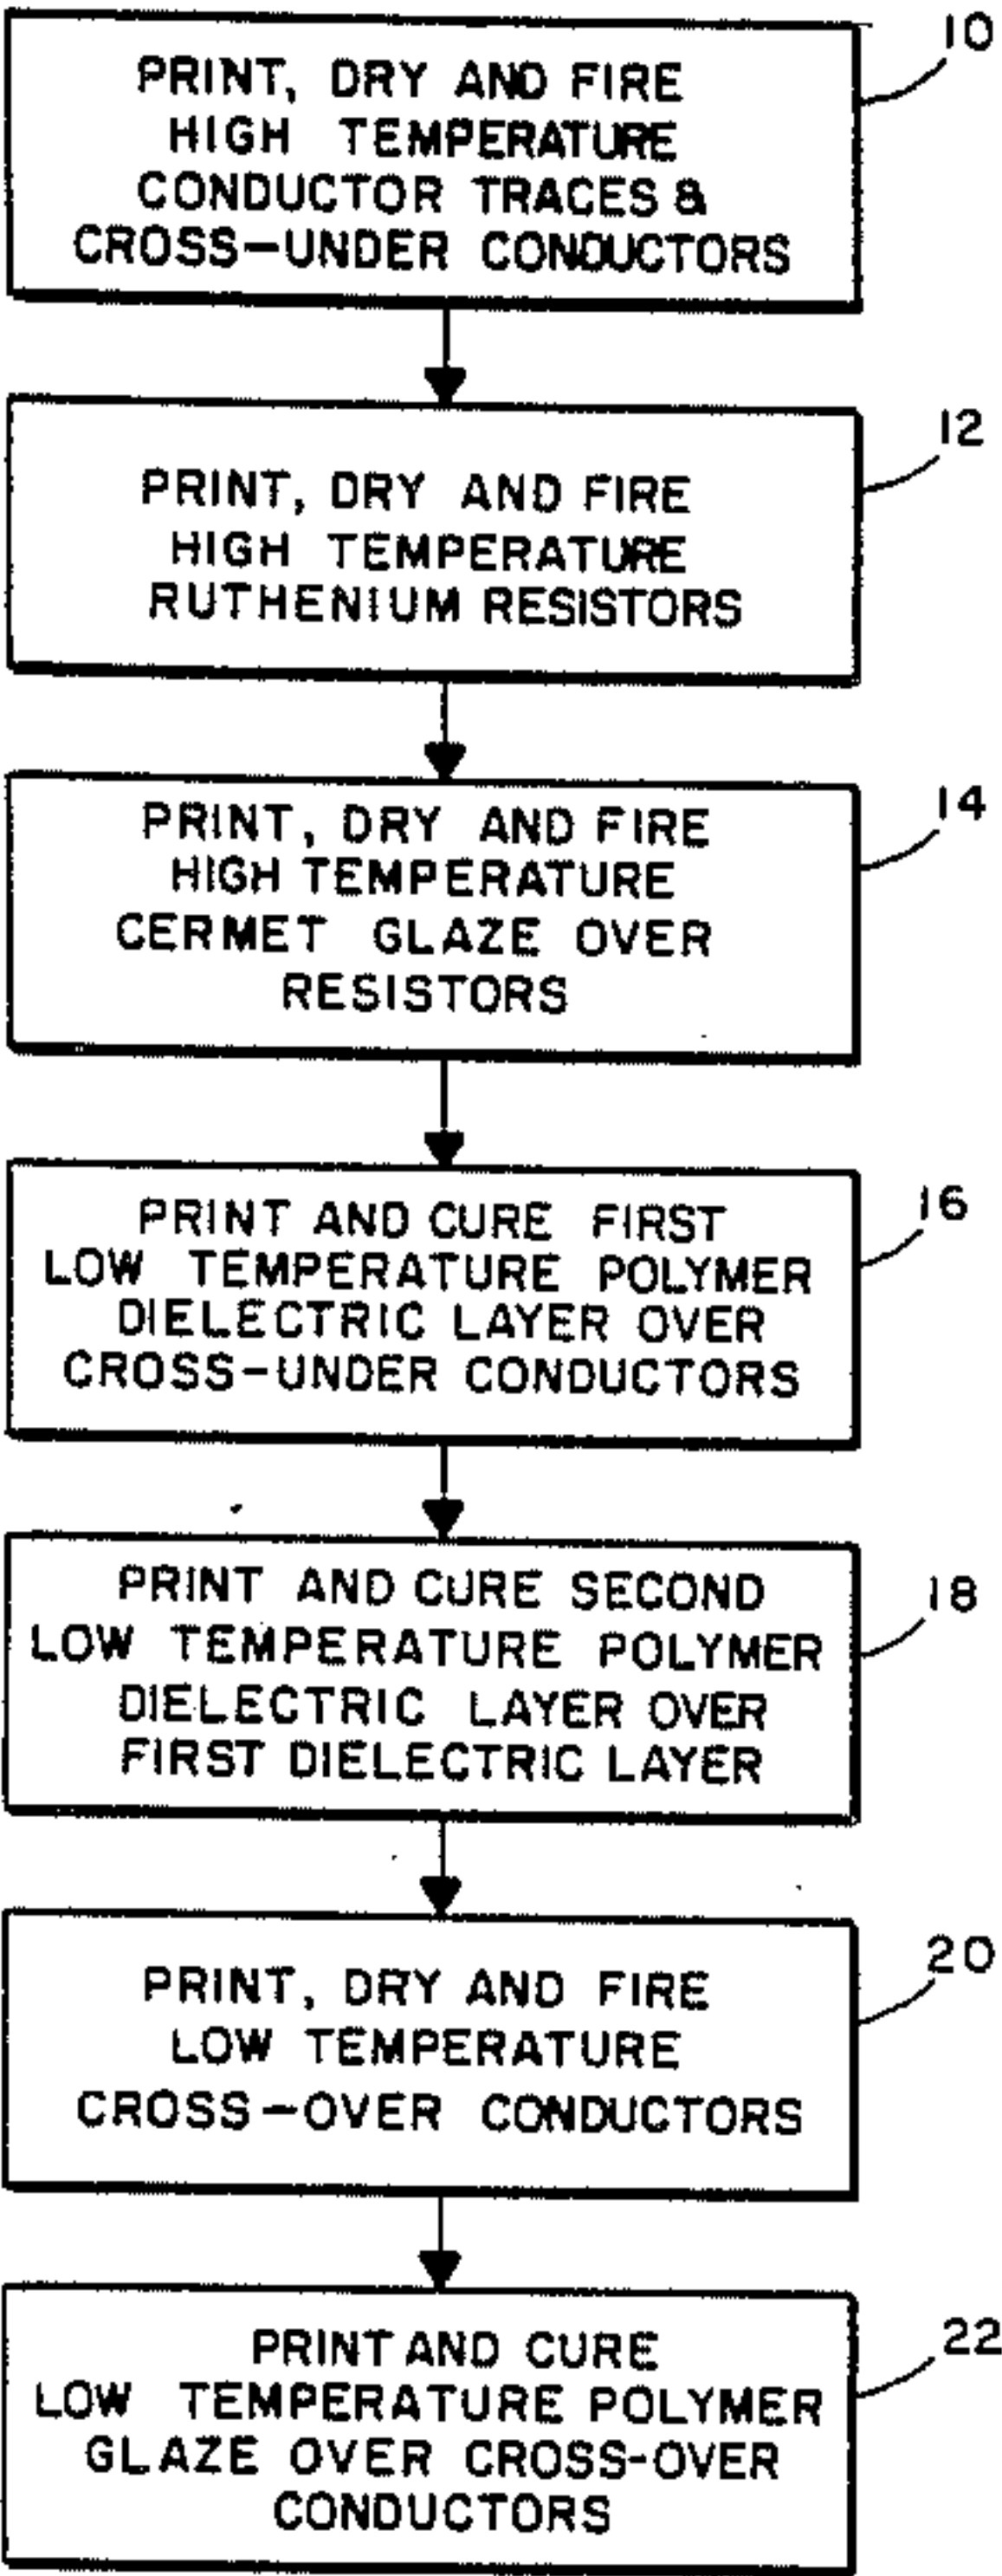 10
PRINT, DRY AND FIRE
HIGH TEMPERATURE
CONDUCTOR TRACES &
CROSS-UNDER CONDUCTORS
12
PRINT, DRY AND FIRE
HIGH TEMPERATURE
RUTHENIUM RESISTORS
14
PRINT, DRY AND FIRE
HIGH TEMPERATURE
CERMET GLAZE OVER
RESISTORS
16
PRINT AND CURE FIRST
LOW TEMPERATURE POLYMER
DIELECTRIC LAYER OVER
CROSS-UNDER CONDUCTORS
18
PRINT AND CURE SECOND
LOW TEMPERATURE POLYMER
DIELECTRIC LAYER OVER
FIRST DIELECTRIC LAYER
20
PRINT, DRY AND FIRE
LOW TEMPERATURE
CROSS-OVER CONDUCTORS
22
PRINT AND CURE
LOW TEMPERATURE POLYMER
GLAZE OVER CROSS-OVER
CONDUCTORS